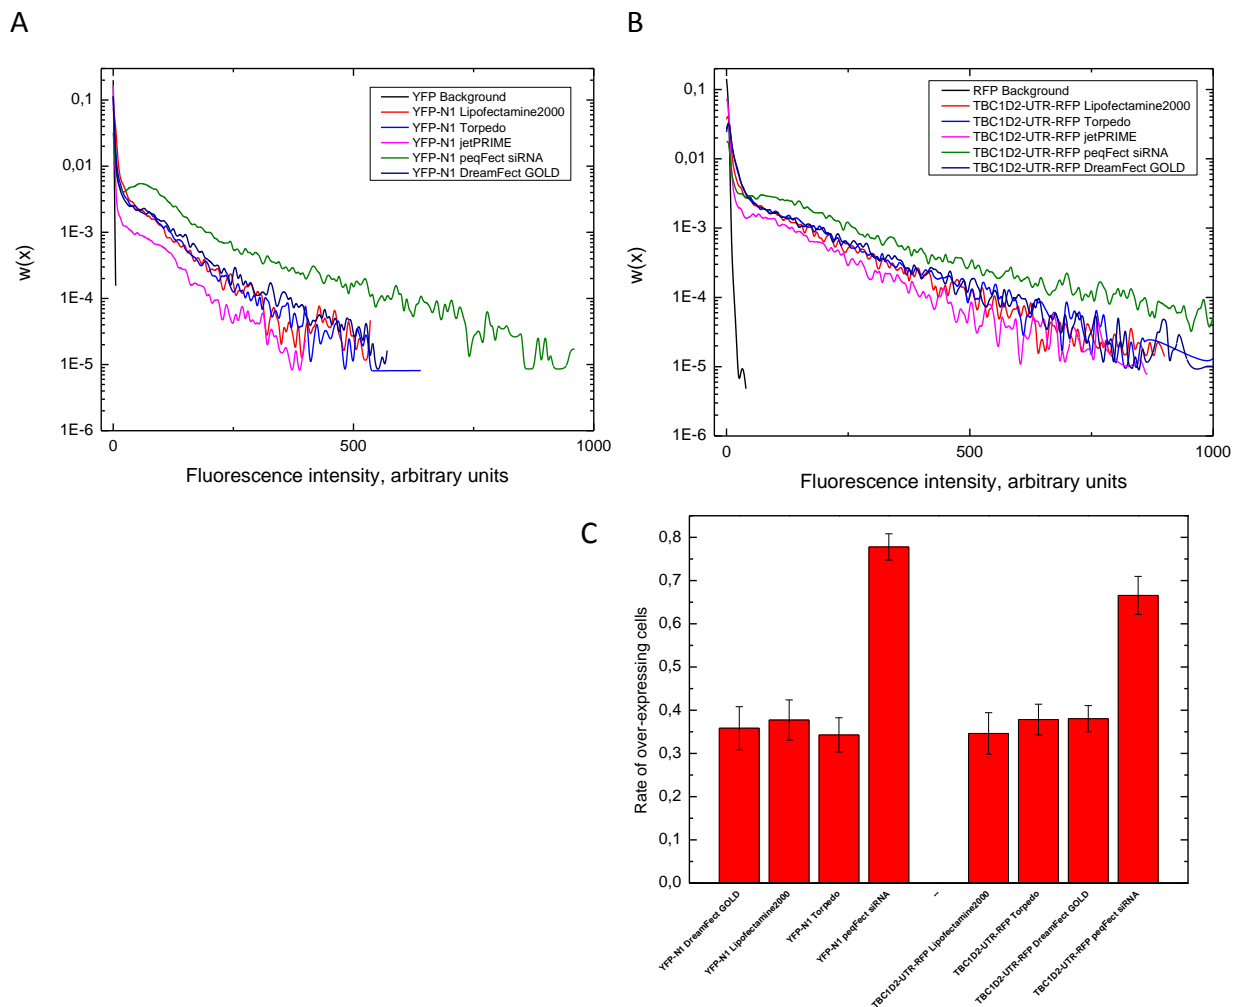 A
B
0,1
0,01
1E-3
1E-4
1E-5
1E-6
w(x)
0
500
1000
Fluorescence intensity, arbitrary units
YFP Background
YFP-N1 Lipofectamine2000
YFP-N1 Torpedo
YFP-N1 jetPRIME
YFP-N1 peqFect siRNA
YFP-N1 DreamFect GOLD
0,1
0,01
1E-3
1E-4
1E-5
1E-6
w(x)
0
500
1000
Fluorescence intensity, arbitrary units
RFP Background
TBC1D2-UTR-RFP Lipofectamine2000
TBC1D2-UTR-RFP Torpedo
TBC1D2-UTR-RFP jetPRIME
TBC1D2-UTR-RFP peqFect siRNA
TBC1D2-UTR-RFP DreamFect GOLD
C
0,8
0,7
0,6
0,5
0,4
0,3
0,2
0,1
0,0
Rate of over-expressing cells
YFP-N1 DreamFect GOLD
YFP-N1 Lipofectamine2000
YFP-N1 Torpedo
YFP-N1 peqFect siRNA
--
TBC1D2-UTR-RFP Lipofectamine2000
TBC1D2-UTR-RFP Torpedo
TBC1D2-UTR-RFP DreamFect GOLD
TBC1D2-UTR-RFP peqFect siRNA